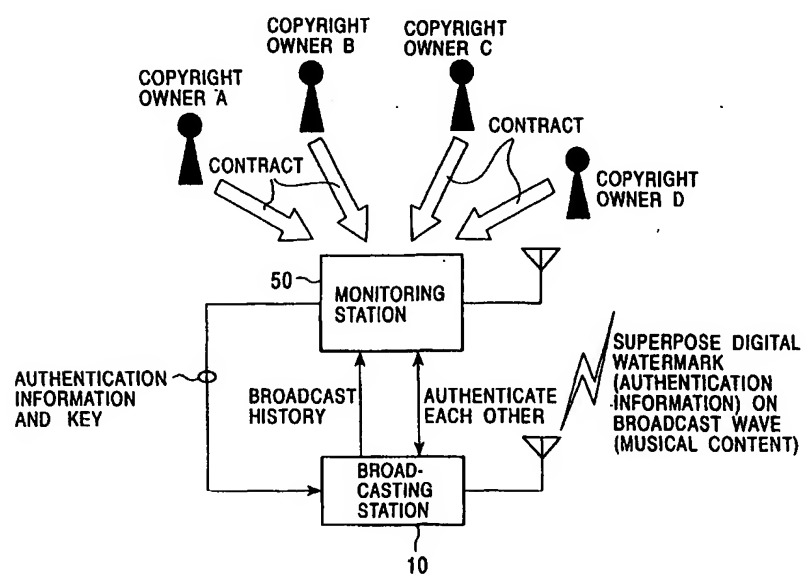 COPYRIGHT
OWNER B
COPYRIGHT
OWNER C
COPYRIGHT
OWNER A
CONTRACT
CONTRACT
COPYRIGHT
OWNER D
50
MONITORING
STATION
AUTHENTICATION
INFORMATION
AND KEY
BROADCAST
HISTORY
AUTHENTICATE
EACH OTHER
SUPERPOSE DIGITAL
WATERMARK
(AUTHENTICATION
INFORMATION) ON
BROADCAST WAVE
(MUSICAL CONTENT)
BROAD-
CASTING
STATION
10